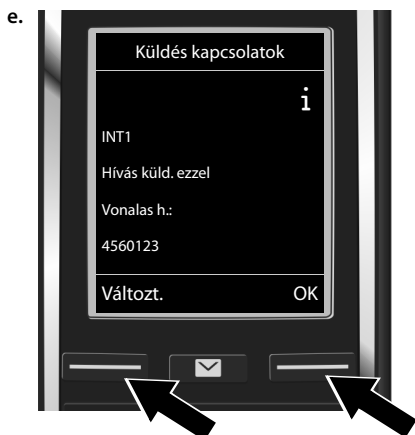 e.
Küldés kapcsolatok
i
INT1
Hívás küld. ezzel
Vonalas h.:
4560123
Változt. OK